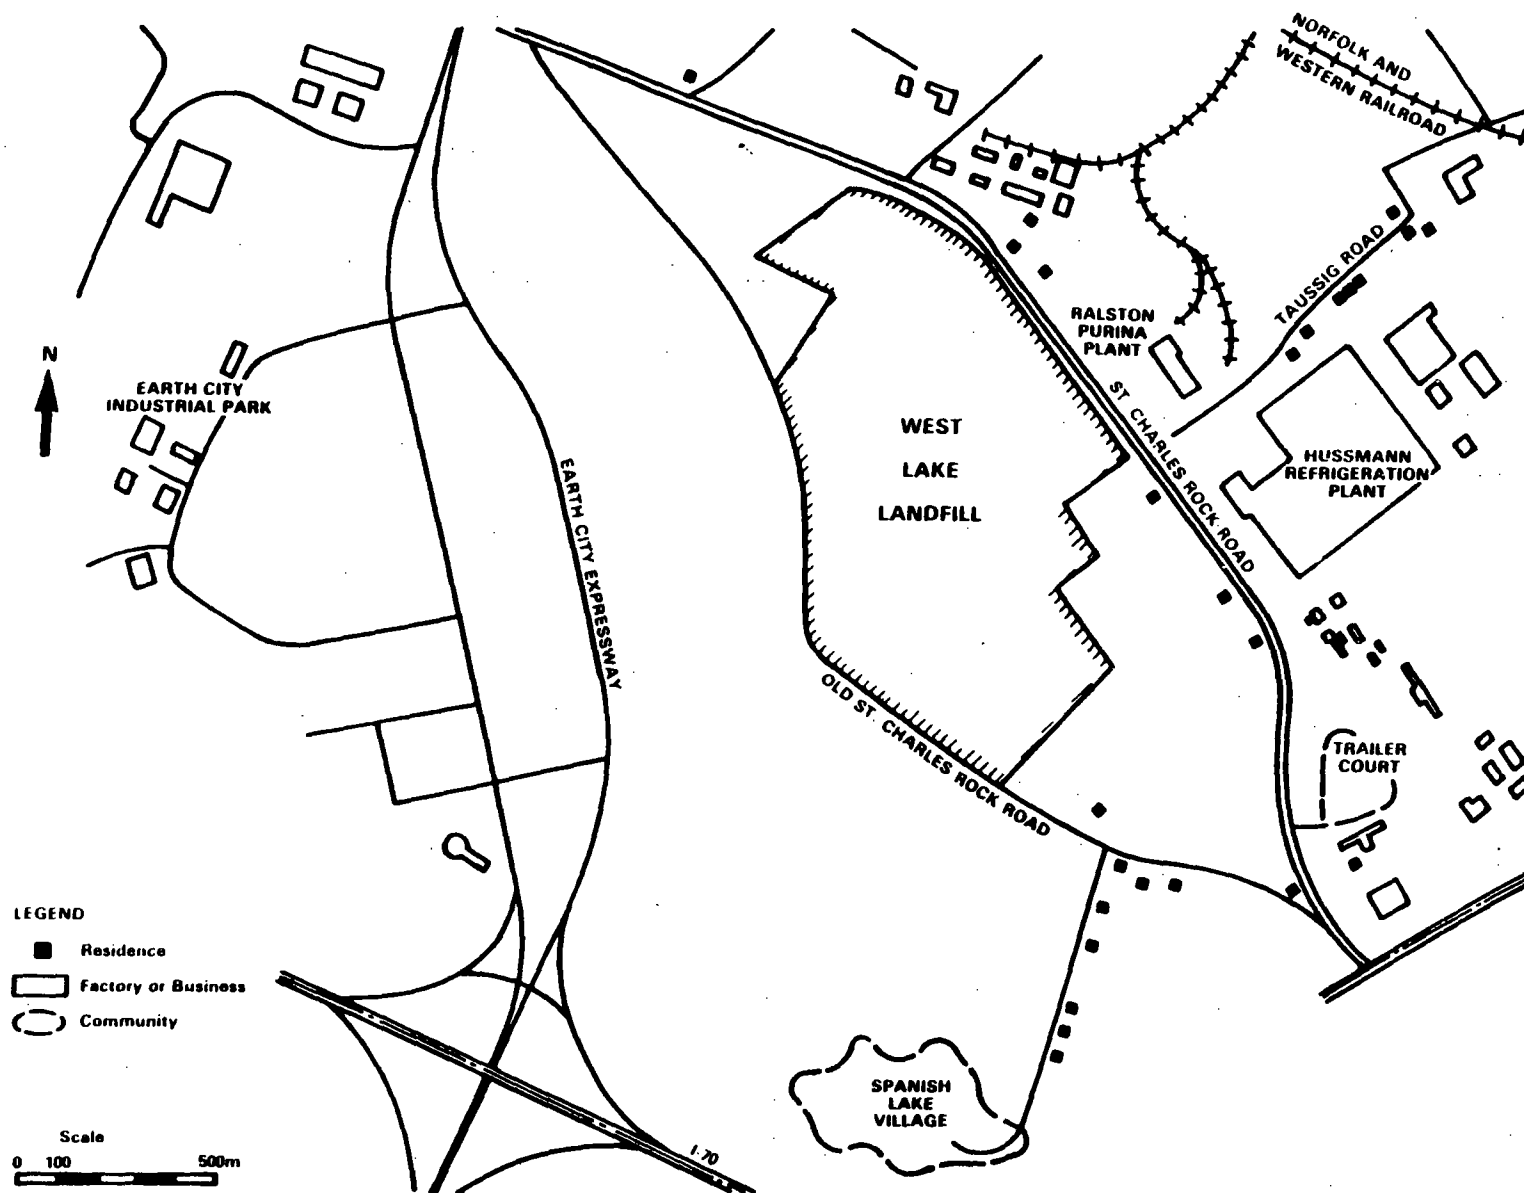 NORFOLK AND
WESTERN RAILROAD
TAUSSIG ROAD
RALSTON
PURINA
PLANT
N
EARTH CITY
INDUSTRIAL PARK
WEST
LAKE
LANDFILL
ST CHARLES ROCK ROAD
HUSSMANN
REFRIGERATION
PLANT
EARTH CITY EXPRESSWAY
OLD ST. CHARLES ROCK ROAD
TRAILER
COURT
LEGEND
Residence
Factory or Business
Community
SPANISH
LAKE
VILLAGE
I-70
Scale
0 100 500m